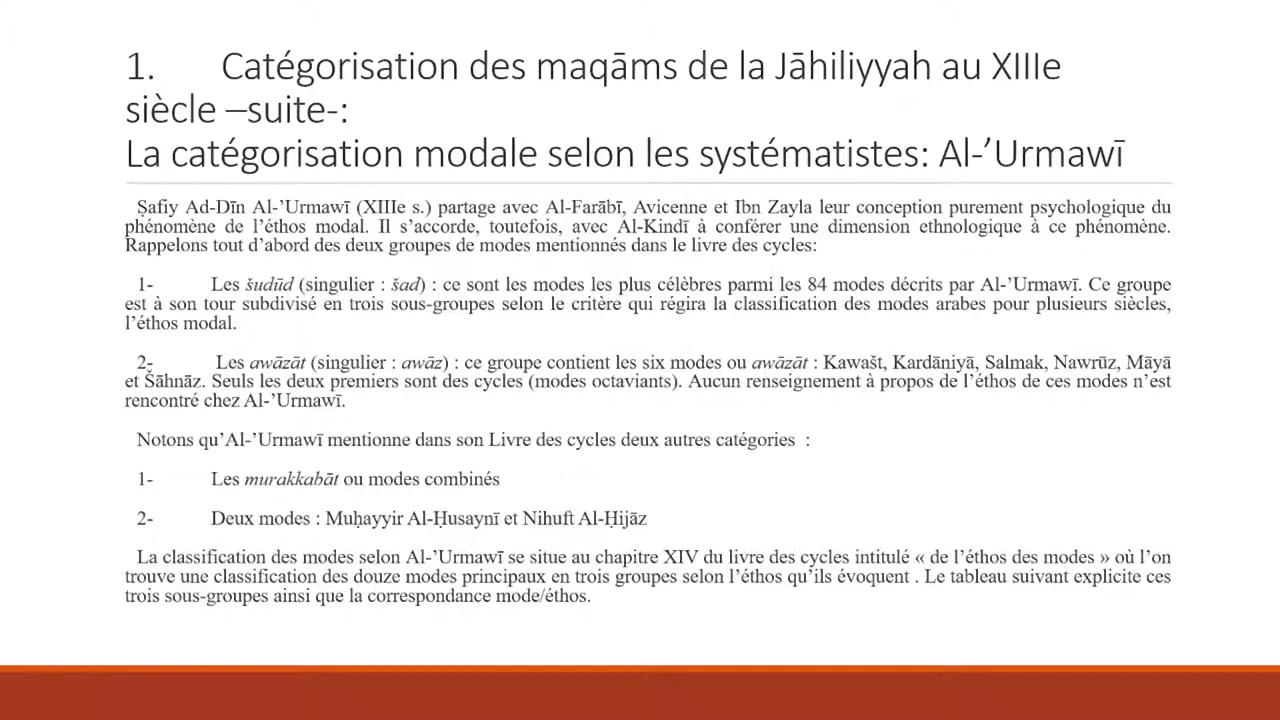 1. Catégorisation des maqāms de la Jāhiliyyah au XIIIe
siècle –suite-:
La catégorisation modale selon les systématistes: Al-’Urmawī
Ṣafiy Ad-Dīn Al-’Urmawī (XIIIe s.) partage avec Al-Farābī, Avicenne et Ibn Zayla leur conception purement psychologique du
phénomène de l’éthos modal. Il s’accorde, toutefois, avec Al-Kindī à conférer une dimension ethnologique à ce phénomène.
Rappelons tout d’abord des deux groupes de modes mentionnés dans le livre des cycles:
1- Les šudūd (singulier : šad) : ce sont les modes les plus célèbres parmi les 84 modes décrits par Al-’Urmawī. Ce groupe
est à son tour subdivisé en trois sous-groupes selon le critère qui régira la classification des modes arabes pour plusieurs siècles,
l’éthos modal.
2- Les awāzāt (singulier : awāz) : ce groupe contient les six modes ou awāzāt : Kawašt, Kardāniyā, Salmak, Nawrūz, Māyā
et Šāhnāz. Seuls les deux premiers sont des cycles (modes octaviants). Aucun renseignement à propos de l’éthos de ces modes n’est
rencontré chez Al-’Urmawī.
Notons qu’Al-’Urmawī mentionne dans son Livre des cycles deux autres catégories :
1- Les murakkabāt ou modes combinés
2- Deux modes : Muḥayyir Al-Ḥusaynī et Nihuft Al-Ḥijāz
La classification des modes selon Al-’Urmawī se situe au chapitre XIV du livre des cycles intitulé « de l’éthos des modes » où l’on
trouve une classification des douze modes principaux en trois groupes selon l’éthos qu’ils évoquent . Le tableau suivant explicite ces
trois sous-groupes ainsi que la correspondance mode/éthos.